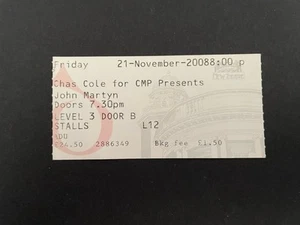 Friday 21-November-20088:00 p
Chas Cole for CMP Presents
John Martyn
Doors 7.30pm
LEVEL 3 DOOR B
STALLS L12
2886349 Bkg fee £1.50